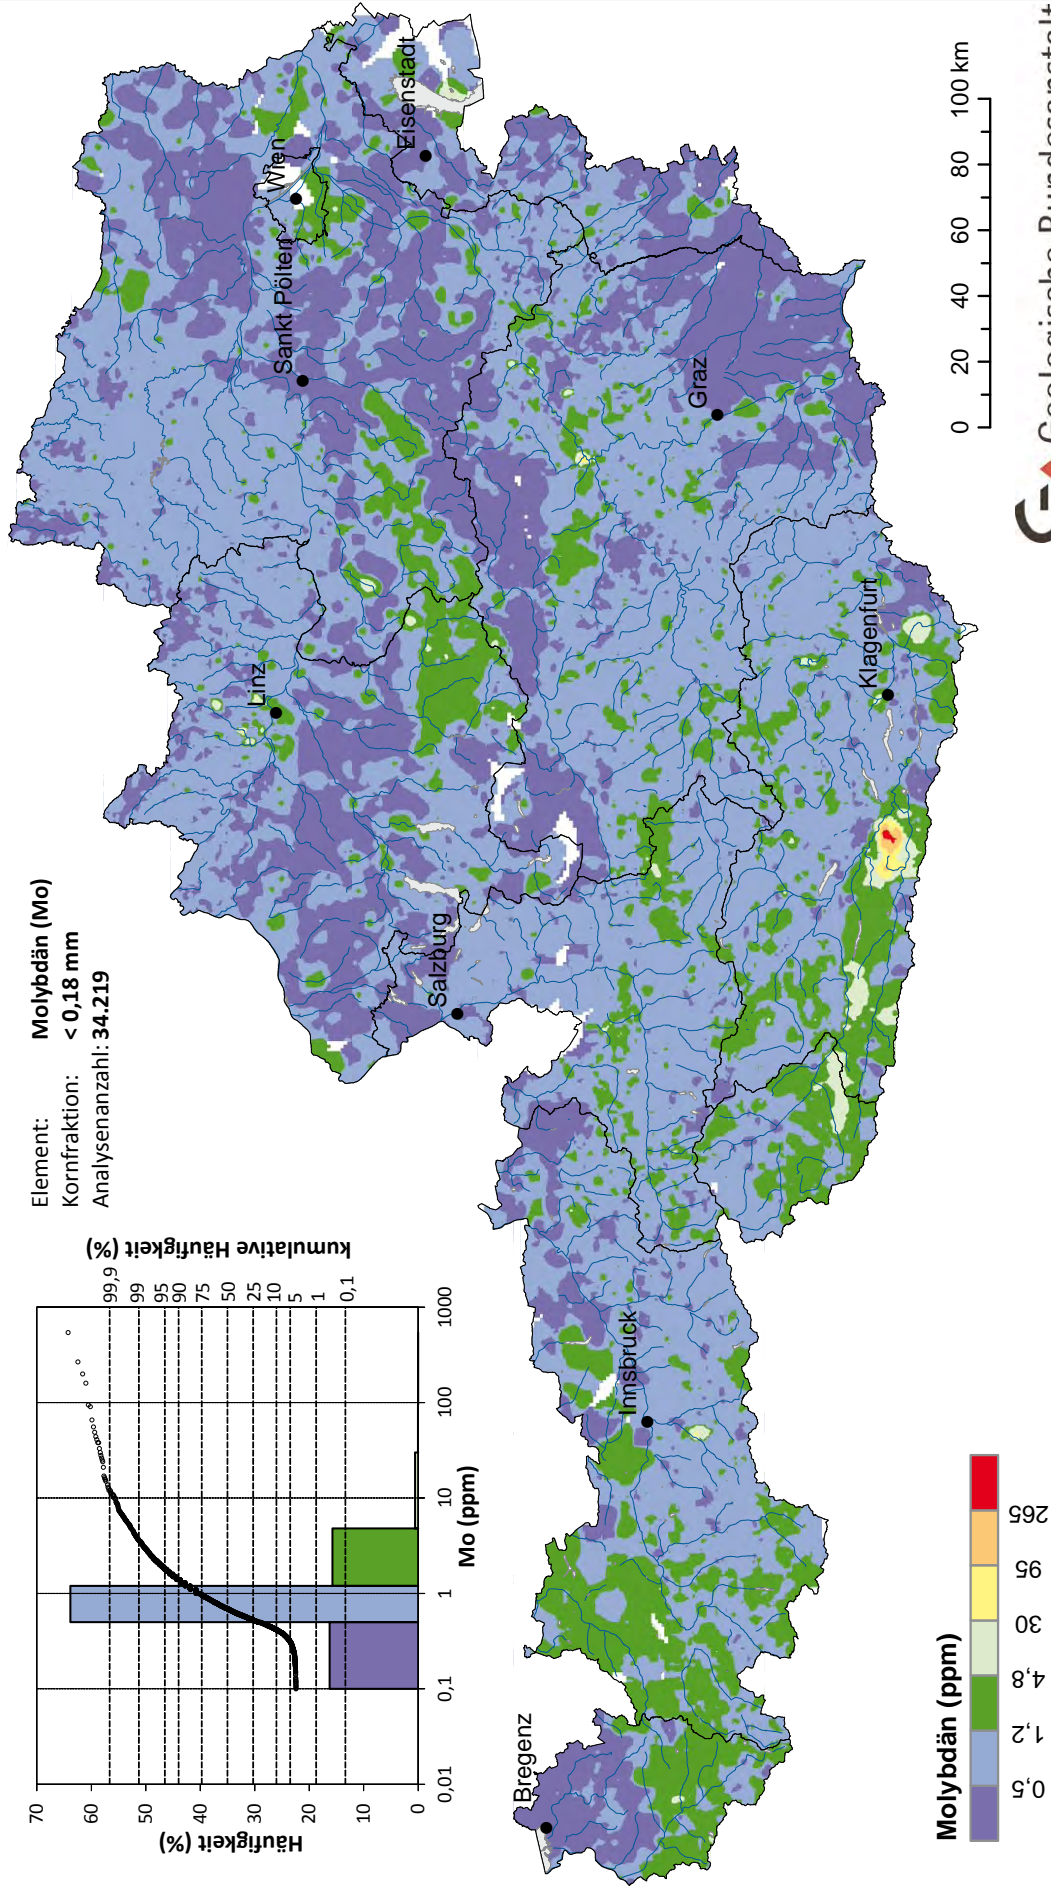 Element: Molybdän (Mo)
Kornfraktion: < 0,18 mm
Analysenanzahl: 34.219
Häufigkeit (%)
70
60
50
40
30
20
10
0
kumulative Häufigkeit (%)
99,9
99
95
90
75
50
25
10
5
1
0,1
0,01
0,1
1
10
100
1000
Mo (ppm)
Bregenz
Innsbruck
Salzburg
Linz
Sankt Pölten
Wien
Eisenstadt
Graz
Klagenfurt
Molybdän (ppm)
0,5
1,2
4,8
30
95
265
0 20 40 60 80 100 km
Geologische Bundesanstalt